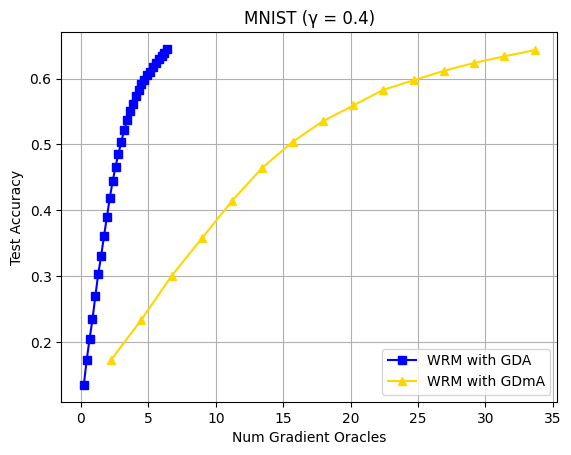 MNIST (γ = 0.4)
Test Accuracy
0.6
0.5
0.4
0.3
0.2
0 5 10 15 20 25 30 35
Num Gradient Oracles
WRM with GDA
WRM with GDmA